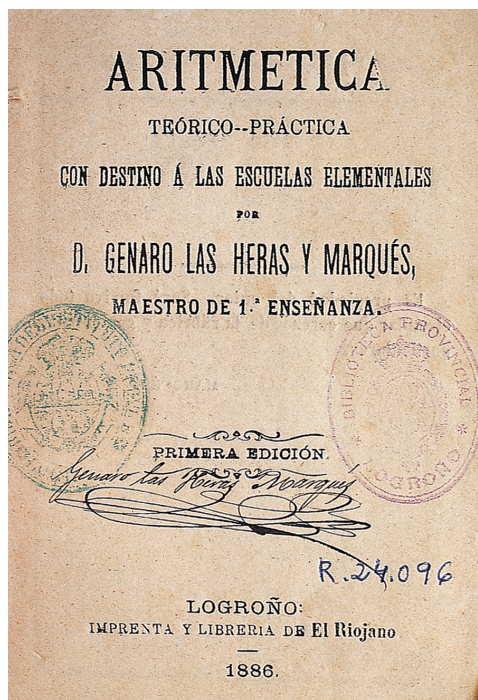 ARITMETICA
TEÓRICO--PRÁCTICA
CON DESTINO Á LAS ESCUELAS ELEMENTALES
POR
D. GENARO LAS HERAS Y MARQUÉS,
MAESTRO DE 1.ª ENSEÑANZA.
BIBLIOTECA PROVINCIAL
* LOGROÑO *
PRIMERA EDICIÓN.
Genaro las Heras Marqués
R.24.096
LOGROÑO:
IMPRENTA Y LIBRERIA DE El Riojano
1886.